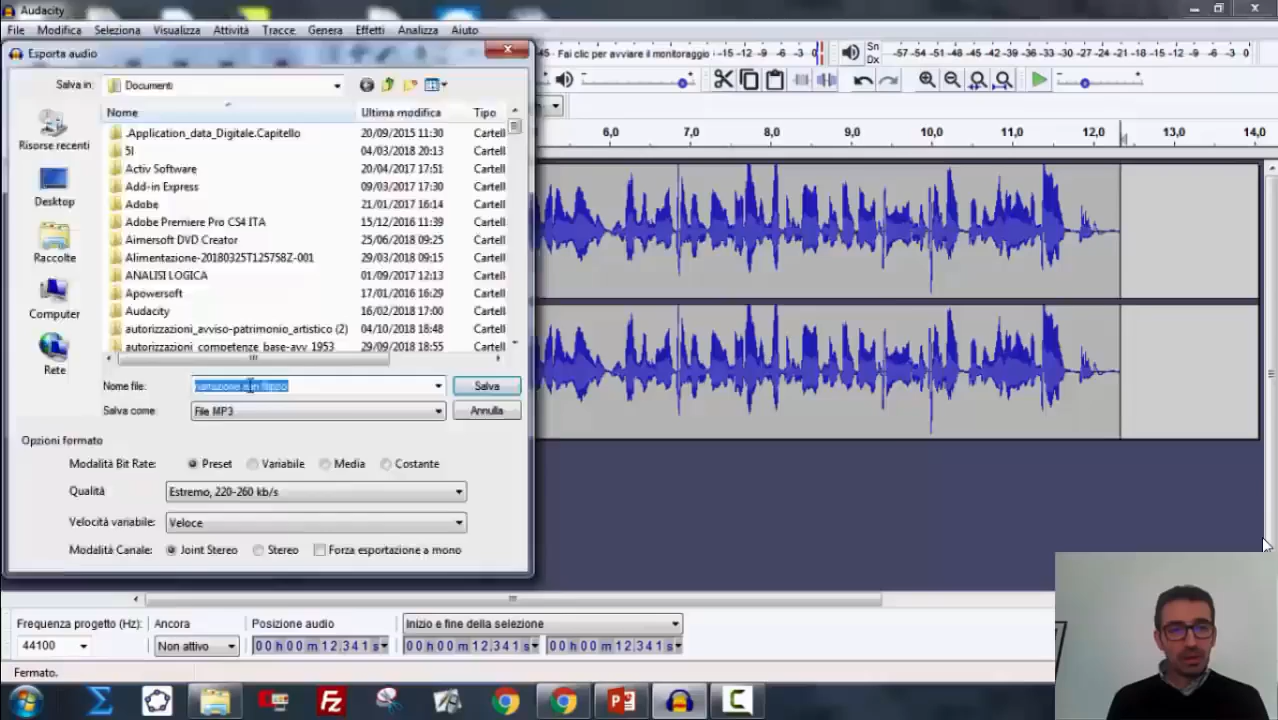 Audacity
File Modifica Seleziona Visualizza Attività Tracce Genera Effetti Analizza Aiuto
Esporta audio
45 Fai clic per avviare il monitoraggio -15 -12 -9 -6 -3 0
Sn
Dx
-57 -54 -51 -48 -45 -42 -39 -36 -33 -30 -27 -24 -21 -18 -15 -12 -9 -6 -3 0
Salva in: Documenti
Nome Ultima modifica Tipo
6,0 7,0 8,0 9,0 10,0 11,0 12,0 13,0 14,0
.Application_data_Digitale.Capitello 20/09/2015 11:30 Cartell
5I 04/03/2018 20:13 Cartell
Activ Software 20/04/2017 17:51 Cartell
Add-in Express 09/03/2017 17:30 Cartell
Adobe 21/01/2017 16:14 Cartell
Adobe Premiere Pro CS4 ITA 15/12/2016 11:39 Cartell
Aimersoft DVD Creator 25/06/2018 09:25 Cartell
Alimentazione-20180325T125758Z-001 29/03/2018 09:15 Cartell
ANALISI LOGICA 01/09/2017 12:13 Cartell
Apowersoft 17/01/2016 16:29 Cartell
Audacity 16/02/2018 17:00 Cartell
autorizzazioni_avviso-patrimonio_artistico (2) 04/10/2018 18:48 Cartell
autorizzazioni_competenze_base-avv_1953 29/09/2018 18:55 Cartell
Risorse recenti
Desktop
Raccolte
Computer
Rete
Nome file: narrazione filippo Salva
Salva come File MP3 Annulla
Opzioni formato
Modalità Bit Rate: Preset Variabile Media Costante
Qualità Estremo, 220-260 kb/s
Velocità variabile: Veloce
Modalità Canale: Joint Stereo Stereo Forza esportazione a mono
Frequenza progetto (Hz): Ancora Posizione audio Inizio e fine della selezione
44100 Non attivo 00 h 00 m 12,341 s 00 h 00 m 12,341 s 00 h 00 m 12,341 s
Fermato.